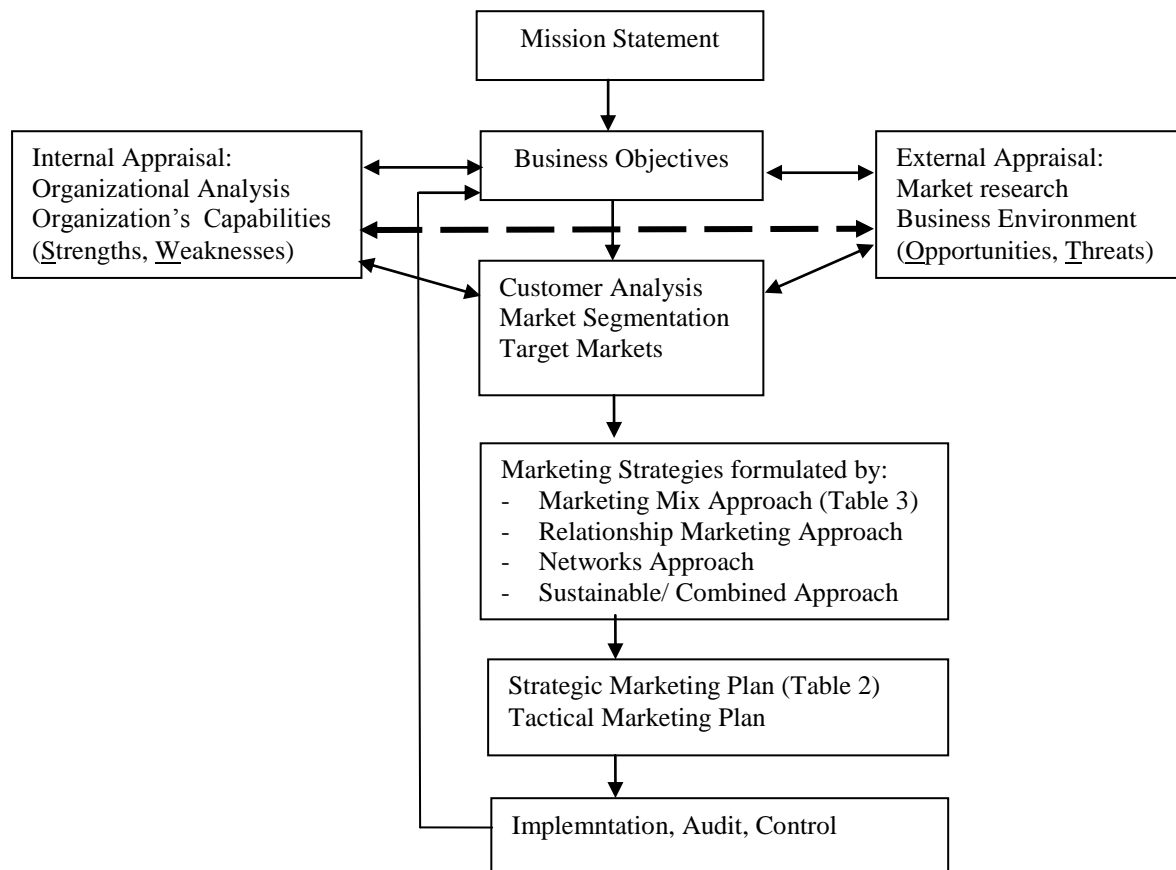 Mission Statement
Internal Appraisal:
Organizational Analysis
Organization’s Capabilities
(Strengths, Weaknesses)
Business Objectives
External Appraisal:
Market research
Business Environment
(Opportunities, Threats)
Customer Analysis
Market Segmentation
Target Markets
Marketing Strategies formulated by:
- Marketing Mix Approach (Table 3)
- Relationship Marketing Approach
- Networks Approach
- Sustainable/ Combined Approach
Strategic Marketing Plan (Table 2)
Tactical Marketing Plan
Implemntation, Audit, Control